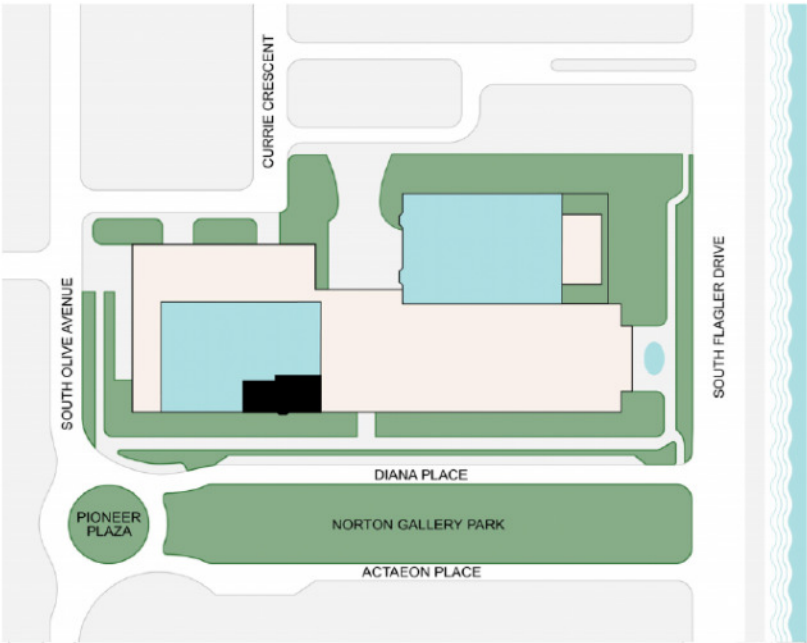 CURRIE CRESCENT
SOUTH OLIVE AVENUE
SOUTH FLAGLER DRIVE
DIANA PLACE
PIONEER
PLAZA
NORTON GALLERY PARK
ACTAEON PLACE